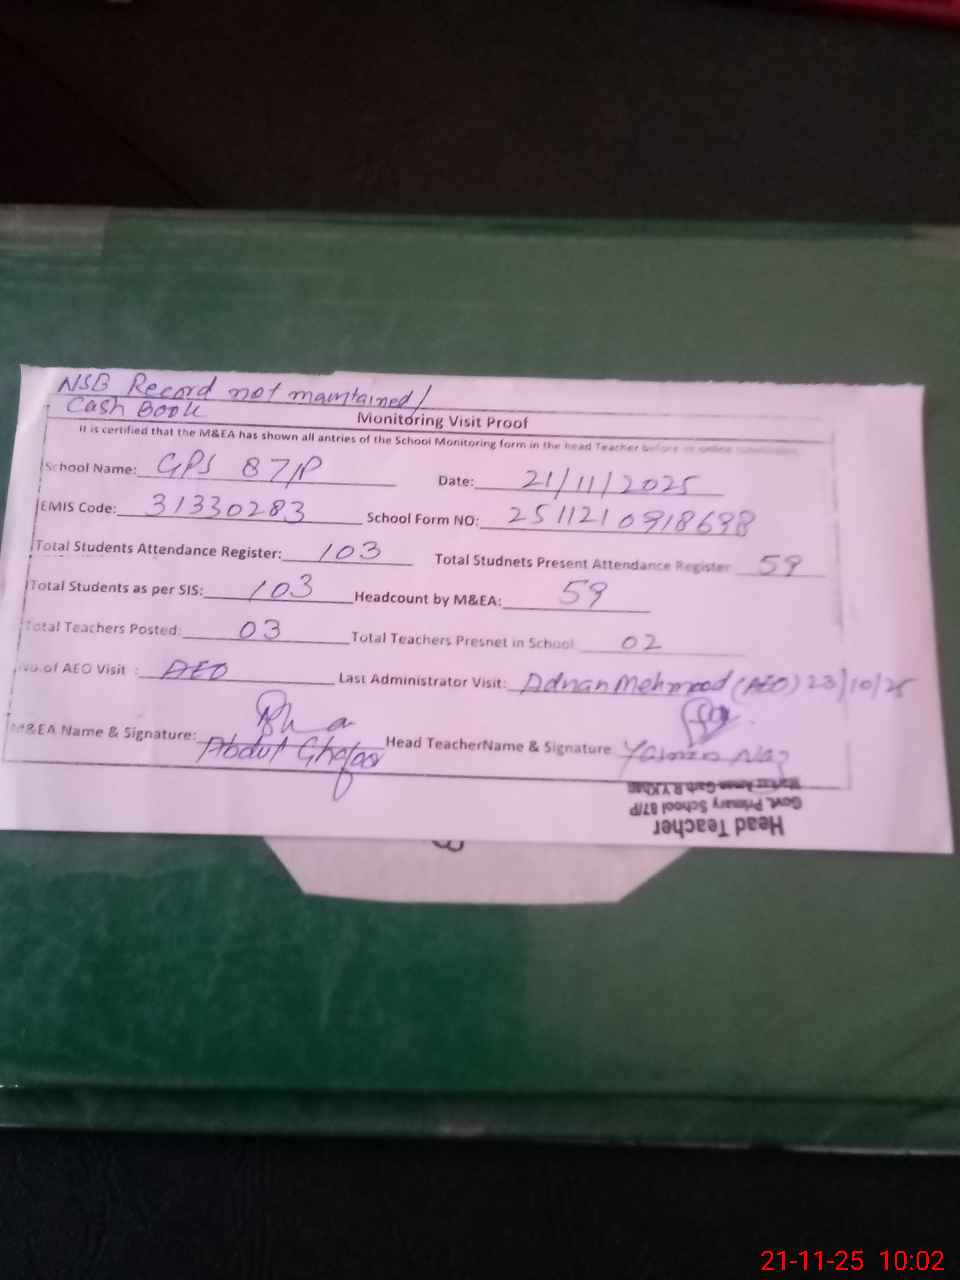 NSB Record not maintained/
Cash Book
Monitoring Visit Proof
It is certified that the M&EA has shown all antries of the School Monitoring form in the head Teacher before
School Name: GPS 87/P Date: 21/11/2025
EMIS Code: 31330283 School Form NO: 251121 0918698
Total Students Attendance Register: 103 Total Studnets Present Attendance Register 59
Total Students as per SIS: 103 Headcount by M&EA: 59
Total Teachers Posted: 03 Total Teachers Presnet in School: 02
No.of AEO Visit : AEO Last Administrator Visit: Adnan Mehmood (AEO) 23/10/25
M&EA Name & Signature: Abdul Ghafoor Head TeacherName & Signature
Head Teacher
Govt. Primary School 87/P
21-11-25 10:02